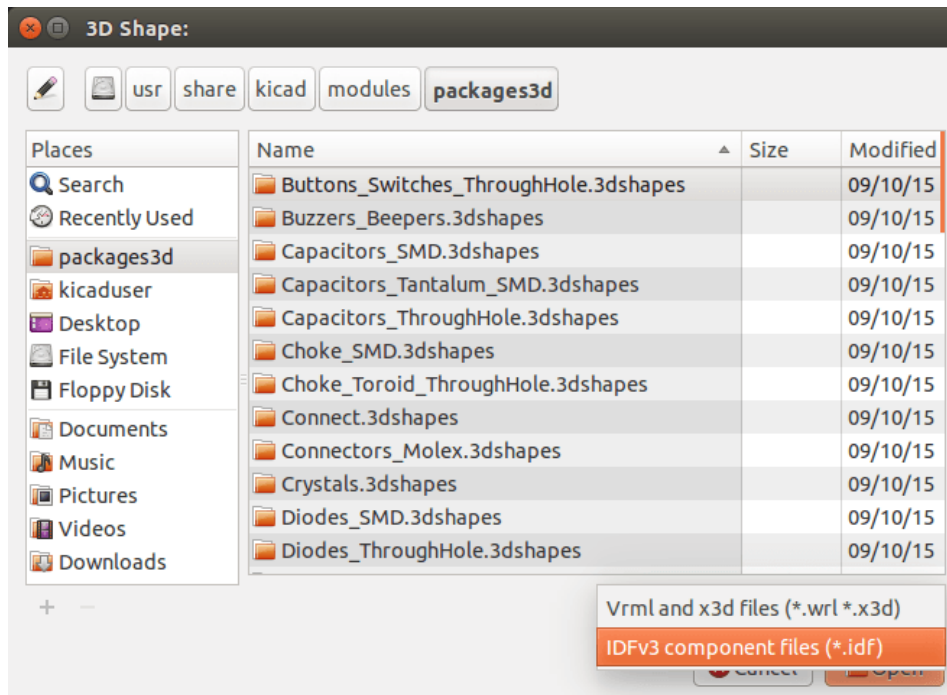 3D Shape:
usr share kicad modules packages3d
Places
Search
Recently Used
packages3d
kicaduser
Desktop
File System
Floppy Disk
Documents
Music
Pictures
Videos
Downloads
Name Size Modified
Buttons_Switches_ThroughHole.3dshapes 09/10/15
Buzzers_Beepers.3dshapes 09/10/15
Capacitors_SMD.3dshapes 09/10/15
Capacitors_Tantalum_SMD.3dshapes 09/10/15
Capacitors_ThroughHole.3dshapes 09/10/15
Choke_SMD.3dshapes 09/10/15
Choke_Toroid_ThroughHole.3dshapes 09/10/15
Connect.3dshapes 09/10/15
Connectors_Molex.3dshapes 09/10/15
Crystals.3dshapes 09/10/15
Diodes_SMD.3dshapes 09/10/15
Diodes_ThroughHole.3dshapes 09/10/15
Vrml and x3d files (*.wrl *.x3d)
IDFv3 component files (*.idf)
Cancel Open